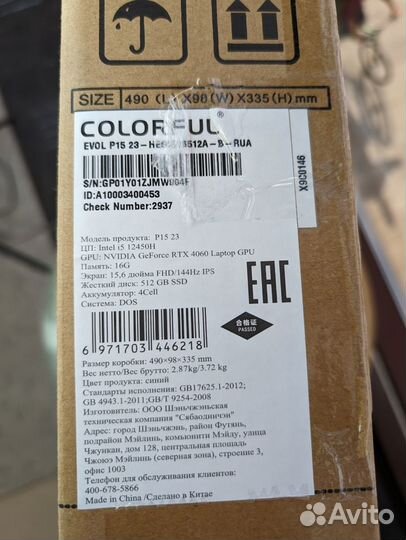 SIZE 490 (L) X98 (W) X335 (H) mm
COLORFUL®
EVOL P15 23
S/N:GP01Y01ZJMW
ID:A10003400453
Check Number:2937
X9C0146
Модель продукта: P15 23
ЦП: Intel i5 12450H
GPU: NVIDIA GeForce RTX 4060 Laptop GPU
Память: 16G
Экран: 15,6 дюйма FHD/144Hz IPS
Жесткий диск: 512 GB SSD
Аккумулятор: 4Cell
Система: DOS
EAC
合格证
PASSED
6 971703 446218
Размер коробки: 490×98×335 mm
Вес нетто/Вес брутто: 2.87kg/3.72 kg
Цвет продукта: синий
Стандарты исполнения: GB17625.1-2012;
GB 4943.1-2011;GB/T 9254-2008
Изготовитель: ООО Шэньчжэньская
техническая компания "Сябаодничэн"
Адрес: город Шэньчжэнь, район Футянь,
подрайон Мэйлинь, комьюнити Мэйду, улица
Чжункан, дом 128, центральная площадь
Чжоюэ Мэйлинь (северная зона), строение 3,
офис 1003
Телефон для обслуживания клиентов:
400-678-5866
Made in China /Сделано в Китае
Avito